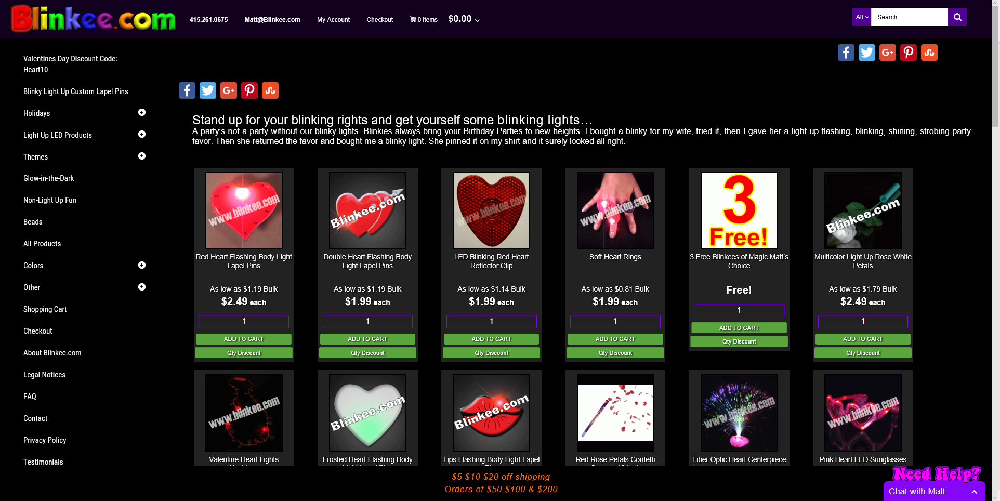 Blinkee.com
415.261.0675
Matt@Blinkee.com
My Account
Checkout
0 items
$0.00
All
Search ....
Valentines Day Discount Code:
Heart10
Blinky Light Up Custom Lapel Pins
Holidays
Light Up LED Products
Themes
Glow-in-the-Dark
Non-Light Up Fun
Beads
All Products
Colors
Other
Shopping Cart
Checkout
About Blinkee.com
Legal Notices
FAQ
Contact
Privacy Policy
Testimonials
Stand up for your blinking rights and get yourself some blinking lights…
A party’s not a party without our blinky lights. Blinkies always bring your Birthday Parties to new heights. I bought a blinky for my wife, tried it, then I gave her a light up flashing, blinking, shining, strobing party
favor. Then she returned the favor and bought me a blinky light. She pinned it on my shirt and it surely looked all right.
www.blinkee.com
Red Heart Flashing Body Light
Lapel Pins
As low as $1.19 Bulk
$2.49 each
1
ADD TO CART
Qty Discount
Blinkee.com
Double Heart Flashing Body
Light Lapel Pins
As low as $1.19 Bulk
$1.99 each
1
ADD TO CART
Qty Discount
www.blinkee.com
LED Blinking Red Heart
Reflector Clip
As low as $1.14 Bulk
$1.99 each
1
ADD TO CART
Qty Discount
www.blinkee.com
Soft Heart Rings
As low as $0.81 Bulk
$1.99 each
1
ADD TO CART
Qty Discount
3
Free!
3 Free Blinkees of Magic Matt’s
Choice
Free!
1
ADD TO CART
Qty Discount
Blinkee.com
Multicolor Light Up Rose White
Petals
As low as $1.79 Bulk
$2.49 each
1
ADD TO CART
Qty Discount
www.blinkee.com
Valentine Heart Lights
Blinkee.com
Frosted Heart Flashing Body
Blinkee.com
Lips Flashing Body Light Lapel
Red Rose Petals Confetti
www.blinkee.com
Fiber Optic Heart Centerpiece
www.blinkee.com
Pink Heart LED Sunglasses
$5 $10 $20 off shipping
Orders of $50 $100 & $200
Need Help?
Chat with Matt